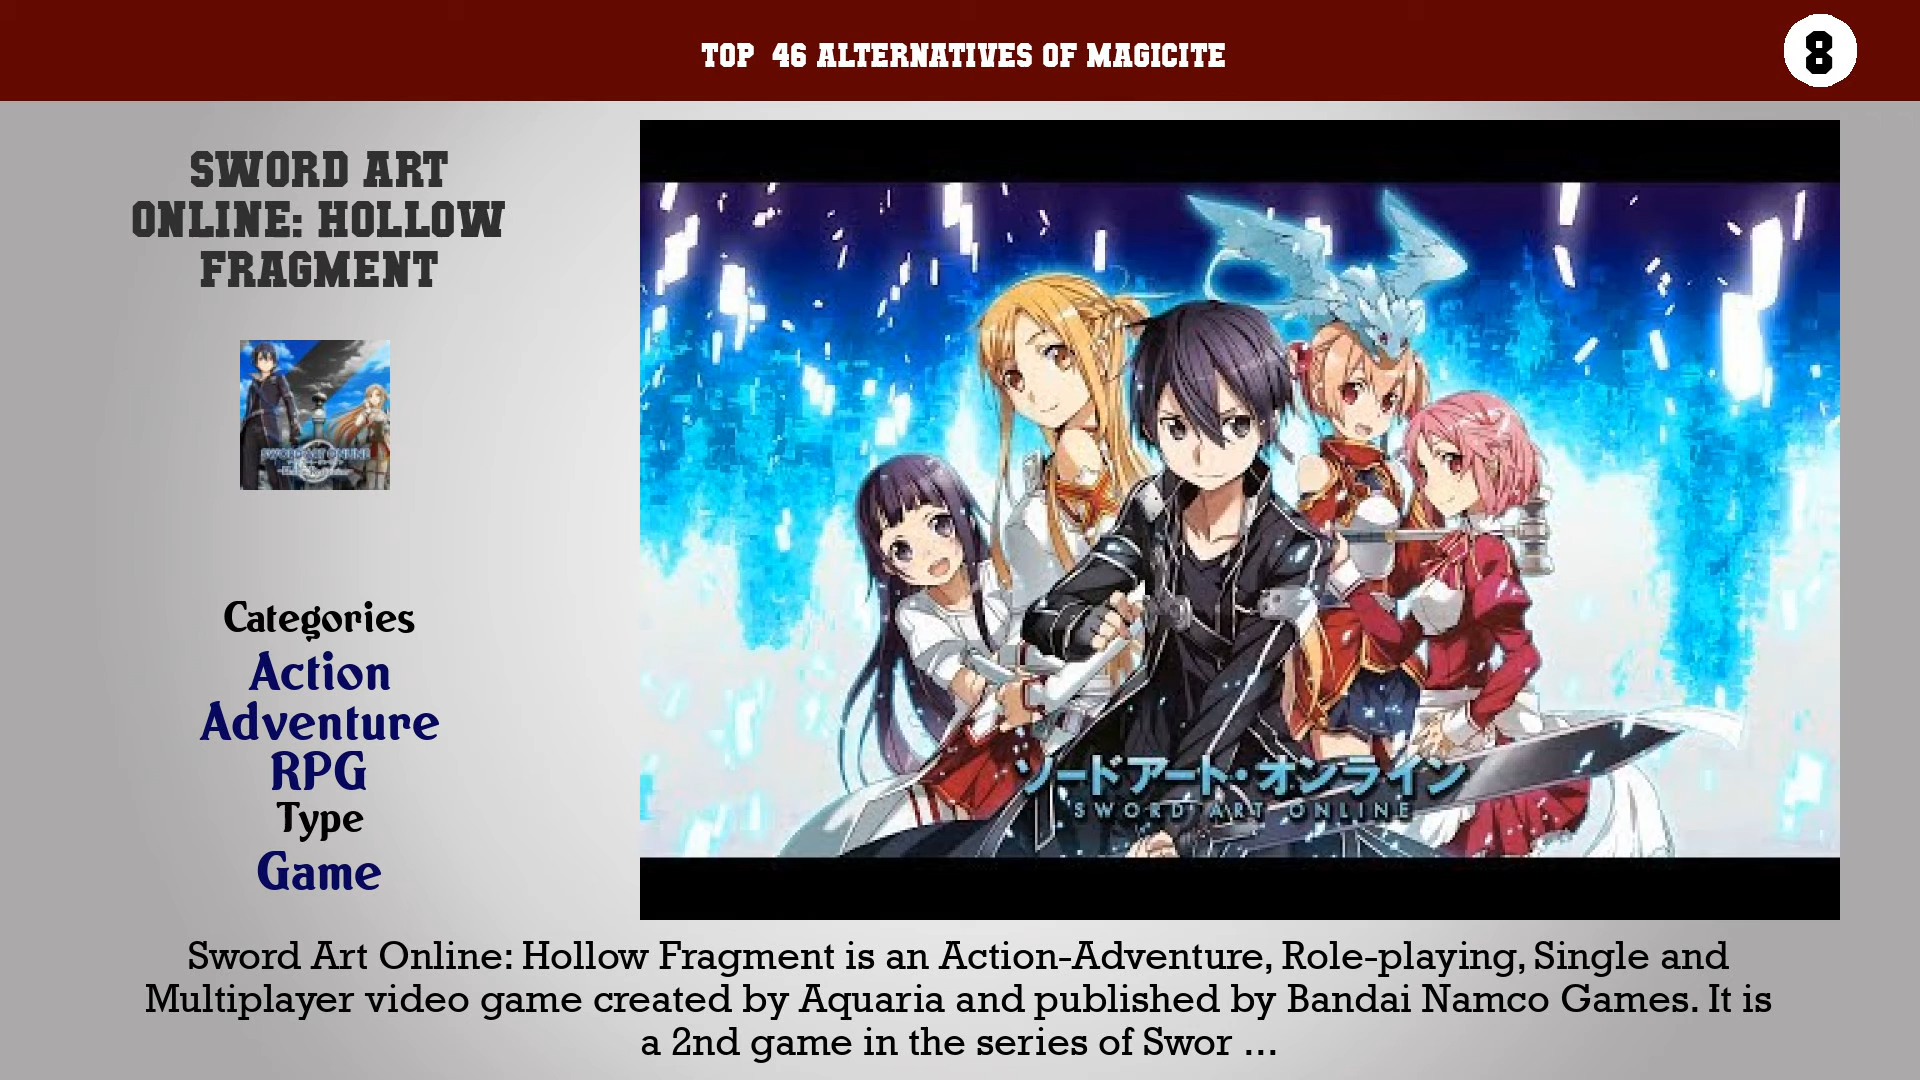 TOP 46 ALTERNATIVES OF MAGICITE
8
SWORD ART
ONLINE: HOLLOW
FRAGMENT
SWORD ART ONLINE
Categories
Action
Adventure
RPG
Type
Game
ソードアート・オンライン
SWORD ART ONLINE
Sword Art Online: Hollow Fragment is an Action-Adventure, Role-playing, Single and
Multiplayer video game created by Aquaria and published by Bandai Namco Games. It is
a 2nd game in the series of Swor ...